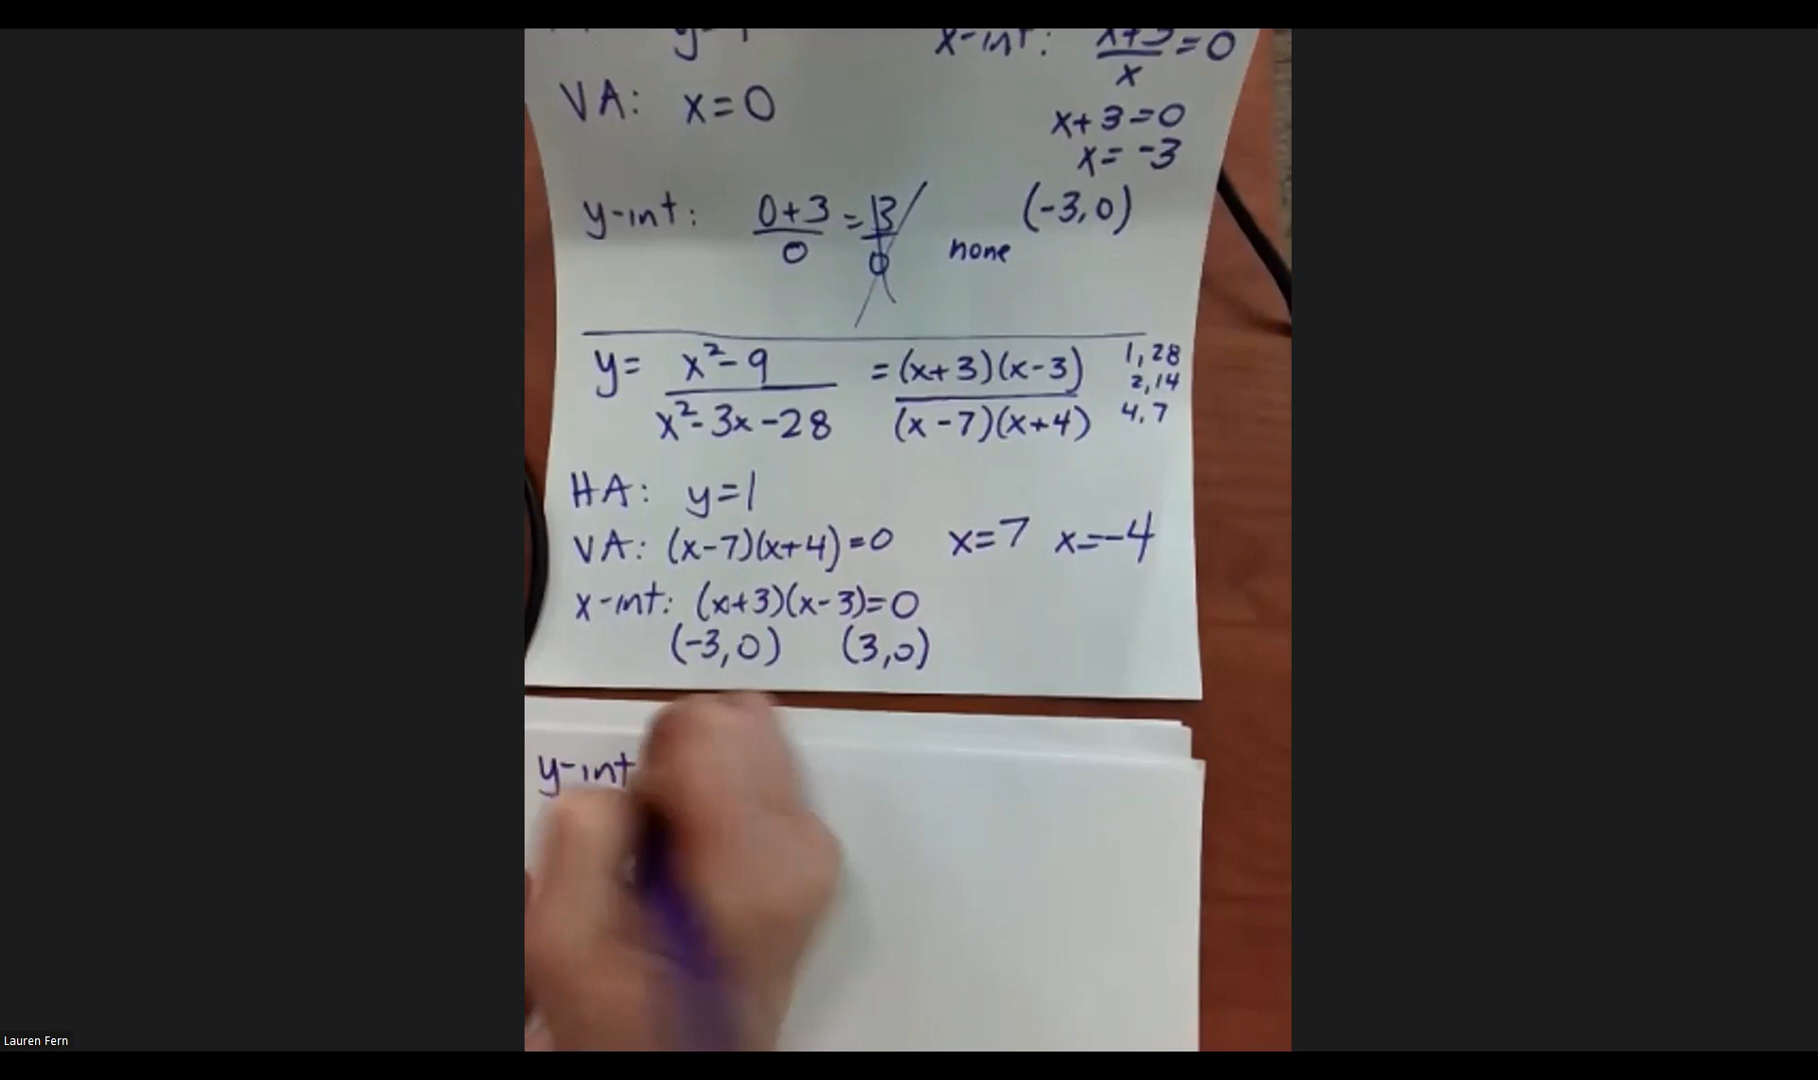 x-int: x+3/x = 0
VA: x=0
x+3=0
x= -3
y-int: 0+3/0 = 3/0 none (-3,0)
y= x²-9/x²-3x-28 = (x+3)(x-3)/(x-7)(x+4)
1,28
2,14
4,7
HA: y=1
VA: (x-7)(x+4)=0 x=7 x=-4
x-int: (x+3)(x-3)=0
(-3,0) (3,0)
y-int
Lauren Fern